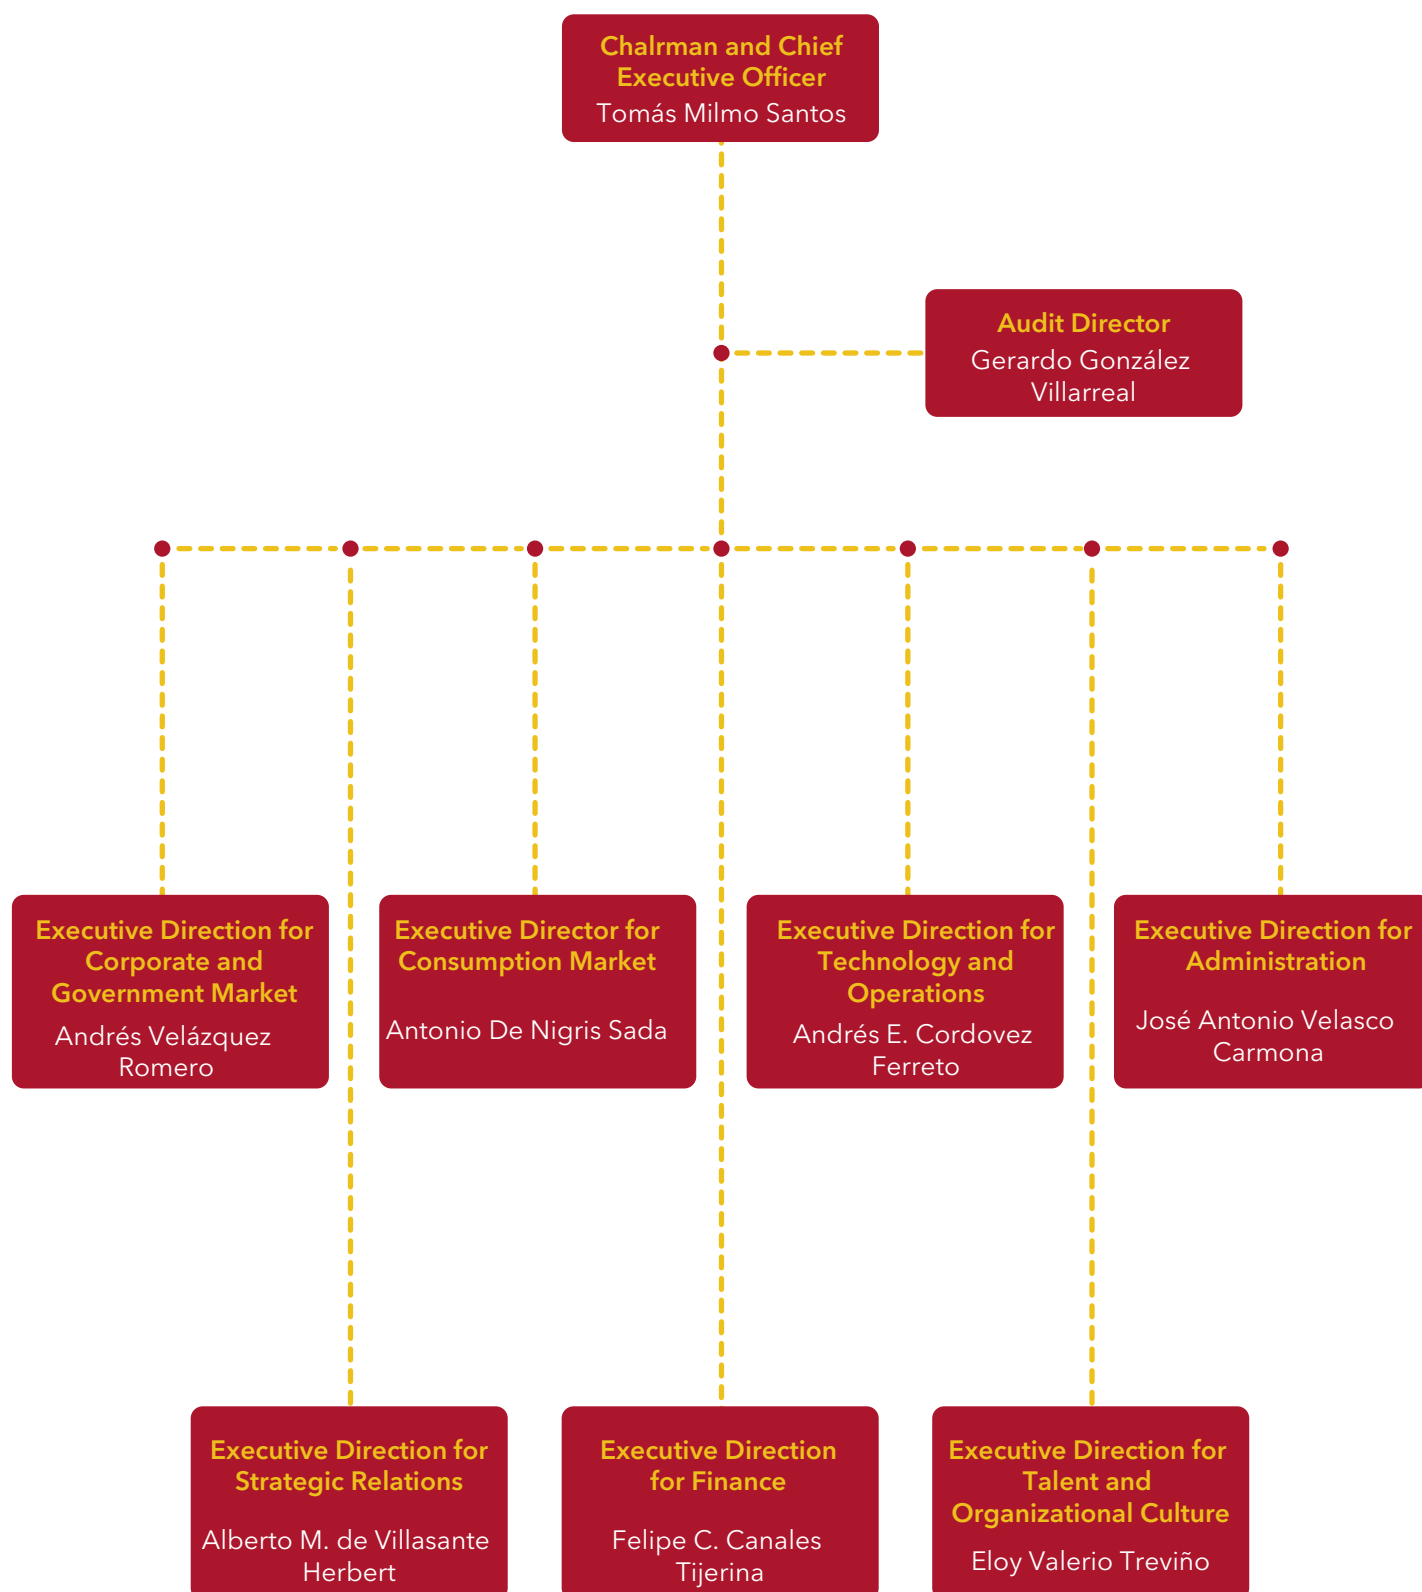 Chalrman and Chief
Executive Officer
Tomás Milmo Santos
Audit Director
Gerardo González
Villarreal
Executive Direction for
Corporate and
Government Market
Andrés Velázquez
Romero
Executive Director for
Consumption Market
Antonio De Nigris Sada
Executive Direction for
Technology and
Operations
Andrés E. Cordovez
Ferreto
Executive Direction for
Administration
José Antonio Velasco
Carmona
Executive Direction for
Strategic Relations
Alberto M. de Villasante
Herbert
Executive Direction
for Finance
Felipe C. Canales
Tijerina
Executive Direction for
Talent and
Organizational Culture
Eloy Valerio Treviño